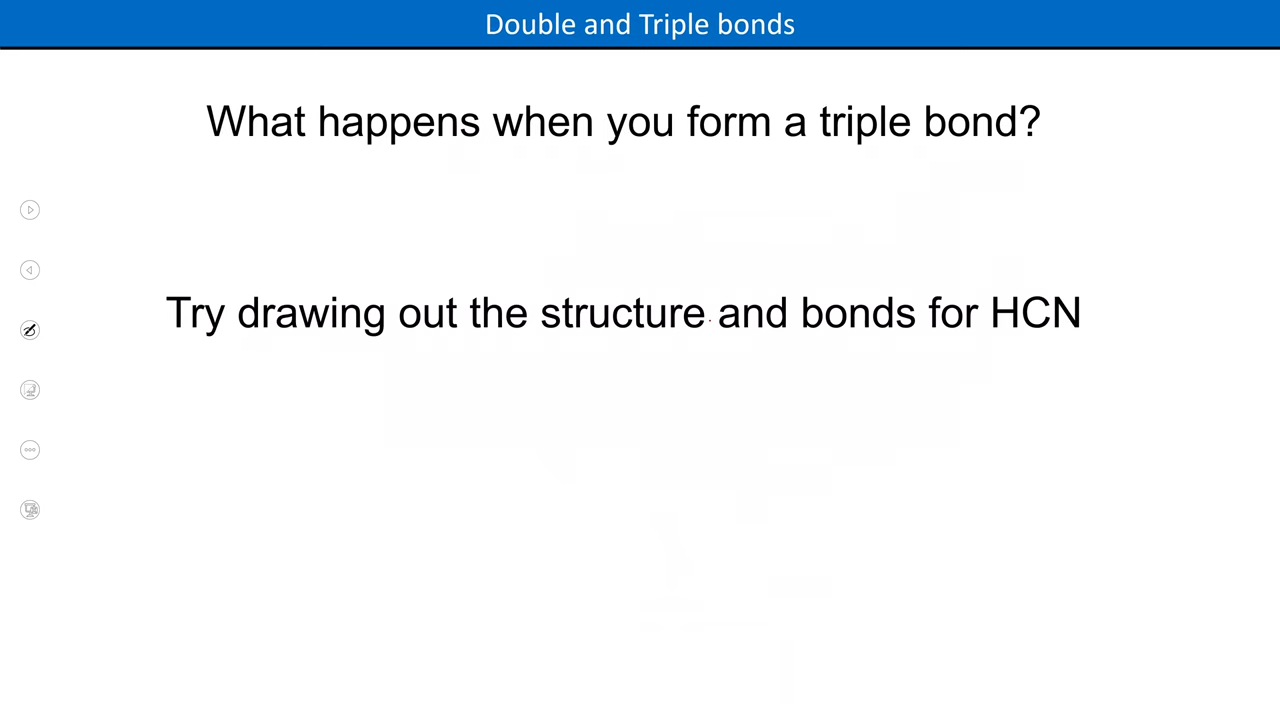 Double and Triple bonds
What happens when you form a triple bond?
Try drawing out the structure and bonds for HCN